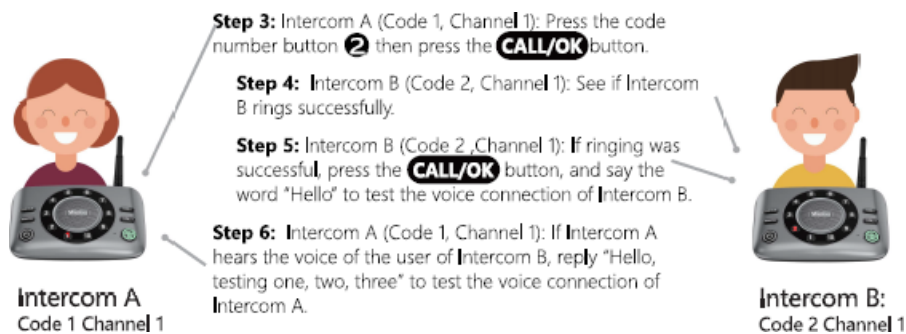 Step 3: Intercom A (Code 1, Channel 1): Press the code
number button 2 then press the CALL/OK button.
Step 4: Intercom B (Code 2, Channel 1): See if Intercom
B rings successfully.
Step 5: Intercom B (Code 2 ,Channel 1): If ringing was
successful, press the CALL/OK button, and say the
word "Hello" to test the voice connection of Intercom B.
Step 6: Intercom A (Code 1, Channel 1): If Intercom A
hears the voice of the user of Intercom B, reply "Hello,
testing one, two, three" to test the voice connection of
Intercom A.
Intercom A
Code 1 Channel 1
Intercom B:
Code 2 Channel 1